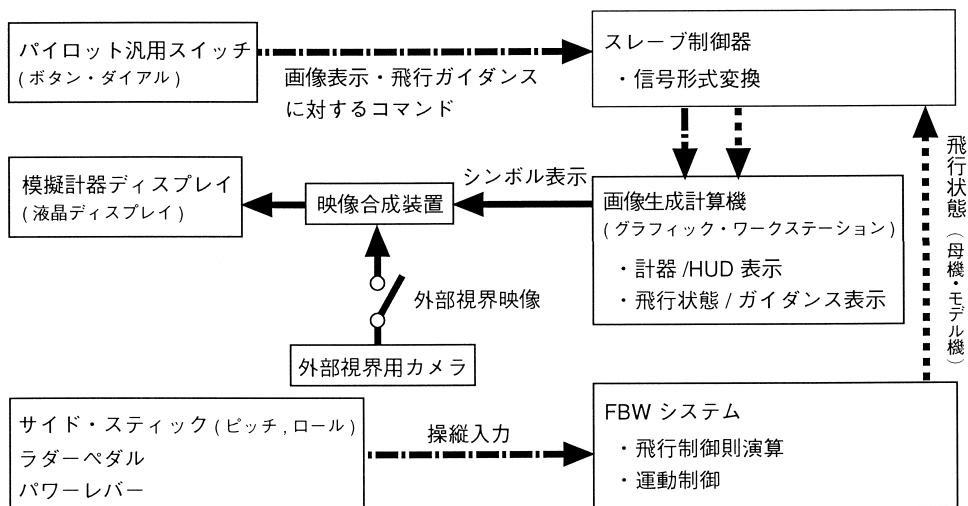 パイロット汎用スイッチ
(ボタン・ダイアル)
画像表示・飛行ガイダンス
に対するコマンド
スレーブ制御器
・信号形式変換
模擬計器ディスプレイ
(液晶ディスプレイ)
映像合成装置
シンボル表示
画像生成計算機
(グラフィック・ワークステーション)
・計器/HUD 表示
・飛行状態/ガイダンス表示
飛行状態(母機・モデル機)
外部視界映像
外部視界用カメラ
サイド・スティック(ピッチ,ロール)
ラダーペダル
パワーレバー
操縦入力
FBW システム
・飛行制御則演算
・運動制御